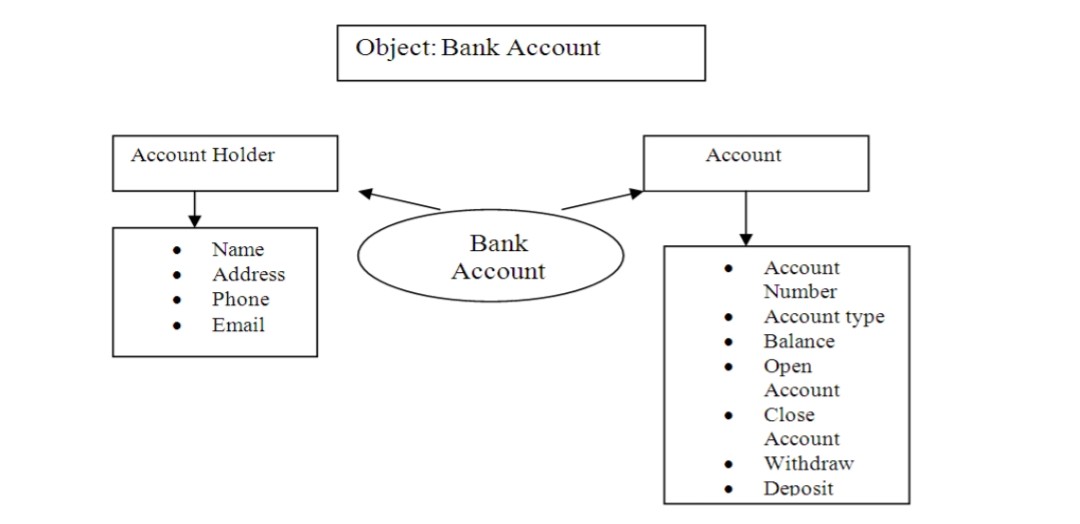 Object: Bank Account
Account Holder
Account
Bank
Account
• Name
• Address
• Phone
• Email
• Account
Number
• Account type
• Balance
• Open
Account
• Close
Account
• Withdraw
• Deposit